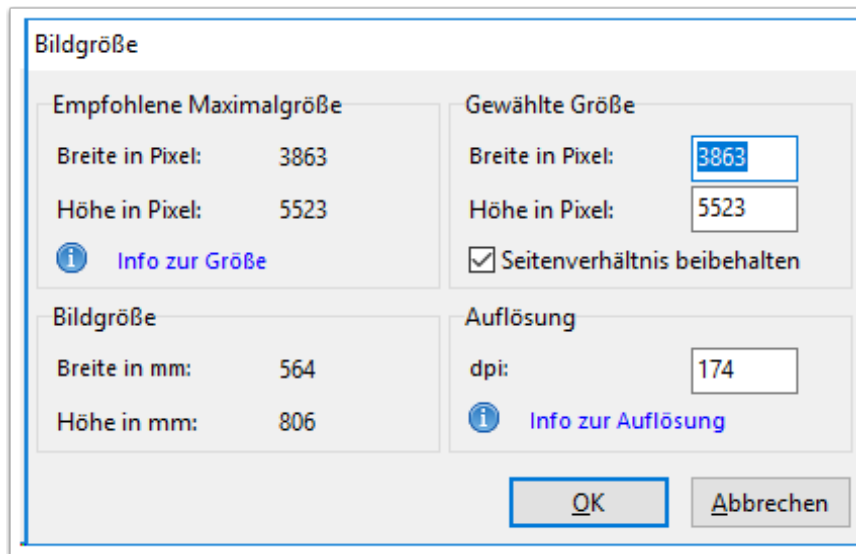 Bildgröße
Empfohlene Maximalgröße
Breite in Pixel: 3863
Höhe in Pixel: 5523
Info zur Größe
Gewählte Größe
Breite in Pixel: 3863
Höhe in Pixel: 5523
Seitenverhältnis beibehalten
Bildgröße
Breite in mm: 564
Höhe in mm: 806
Auflösung
dpi: 174
Info zur Auflösung
OK Abbrechen